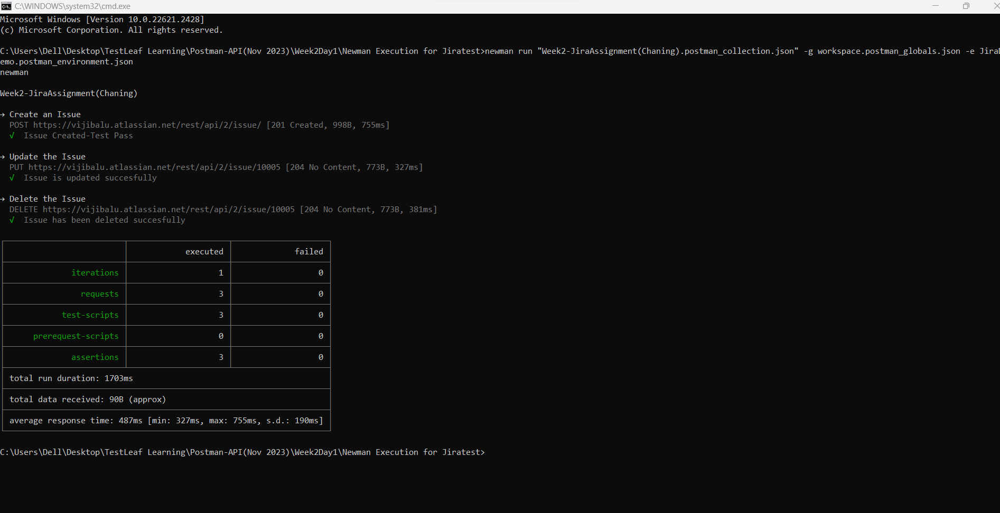 C:\WINDOWS\system32\cmd.exe
Microsoft Windows [Version 10.0.22621.2428]
(c) Microsoft Corporation. All rights reserved.
C:\Users\Dell\Desktop\TestLeaf Learning\Postman-API(Nov 2023)\Week2Day1\Newman Execution for Jiratest>newman run "Week2-JiraAssignment(Chaning).postman_collection.json" -g workspace.postman_globals.json -e JiraD
emo.postman_environment.json
newman
Week2-JiraAssignment(Chaning)
→ Create an Issue
POST https://vijibalu.atlassian.net/rest/api/2/issue/ [201 Created, 998B, 755ms]
√ Issue Created-Test Pass
→ Update the Issue
PUT https://vijibalu.atlassian.net/rest/api/2/issue/10005 [204 No Content, 773B, 327ms]
√ Issue is updated succesfully
→ Delete the Issue
DELETE https://vijibalu.atlassian.net/rest/api/2/issue/10005 [204 No Content, 773B, 381ms]
√ Issue has been deleted succesfully
executed failed
iterations 1 0
requests 3 0
test-scripts 3 0
prerequest-scripts 0 0
assertions 3 0
total run duration: 1703ms
total data received: 90B (approx)
average response time: 487ms [min: 327ms, max: 755ms, s.d.: 190ms]
C:\Users\Dell\Desktop\TestLeaf Learning\Postman-API(Nov 2023)\Week2Day1\Newman Execution for Jiratest>